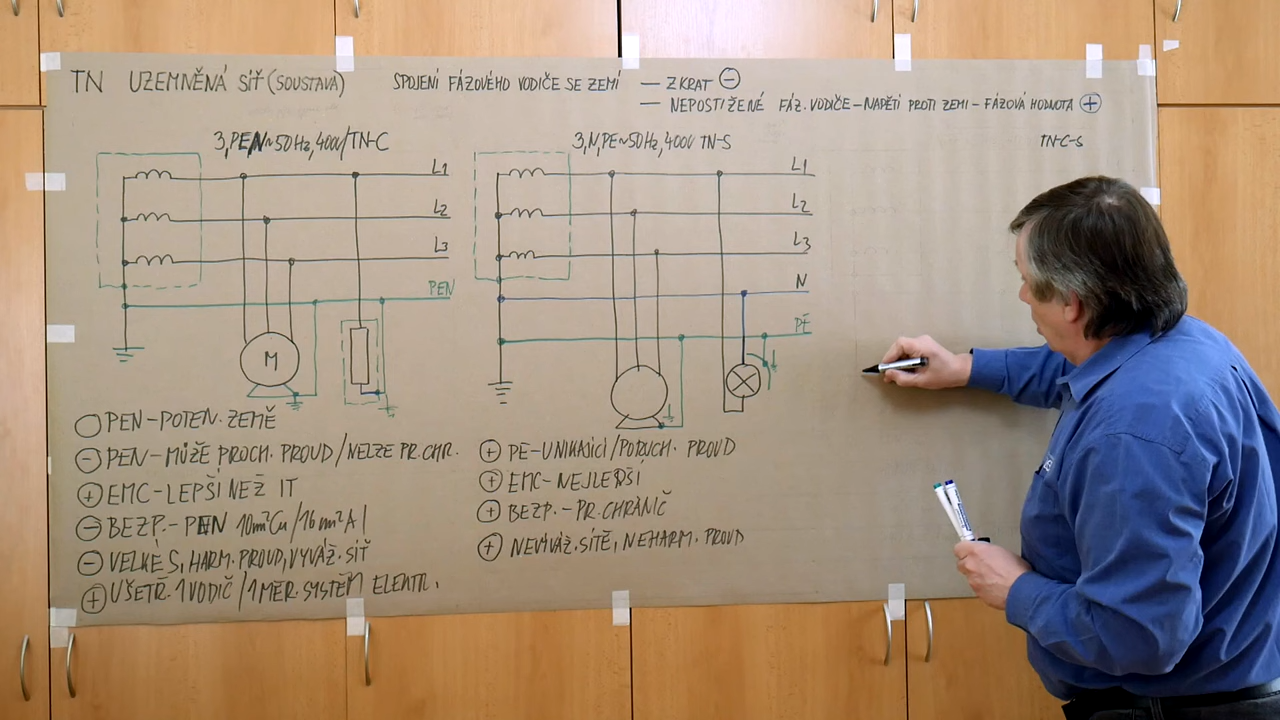 TN UZEMNĚNÁ SÍŤ (SOUSTAVA)
SPOJENÍ FÁZOVÉHO VODIČE SE ZEMÍ — ZKRAT ⊖
— NEPOSTIŽENÉ FÁZ. VODIČE – NAPĚTÍ PROTI ZEMI – FÁZOVÁ HODNOTA ⊕
3,PEN~50Hz,400V/TN-C
L1
L2
L3
PEN
M
3,N,PE~50Hz,400V TN-S
L1
L2
L3
N
PE
TN-C-S
○ PEN – POTEN. ZEMĚ
⊖ PEN – MŮŽE PROCH. PROUD / NELZE PR. CHR.
⊕ EMC – LEPŠÍ NEŽ IT
⊖ BEZP. – PEN 10mm²Cu / 16mm²Al
⊖ VELKÉ S, HARM. PROUD, VYVÁŽ. SÍŤ
⊕ UŠETŘ. 1 VODIČ / 1 MĚR. SYSTÉM ELEKTR.
⊕ PE – UNIKAJÍCÍ / PORUCH. PROUD
⊕ EMC – NEJLEPŠÍ
⊕ BEZP. – PR. CHRÁNIČ
⊕ NEVYVÁŽ. SÍTĚ, NEHARM. PROUD